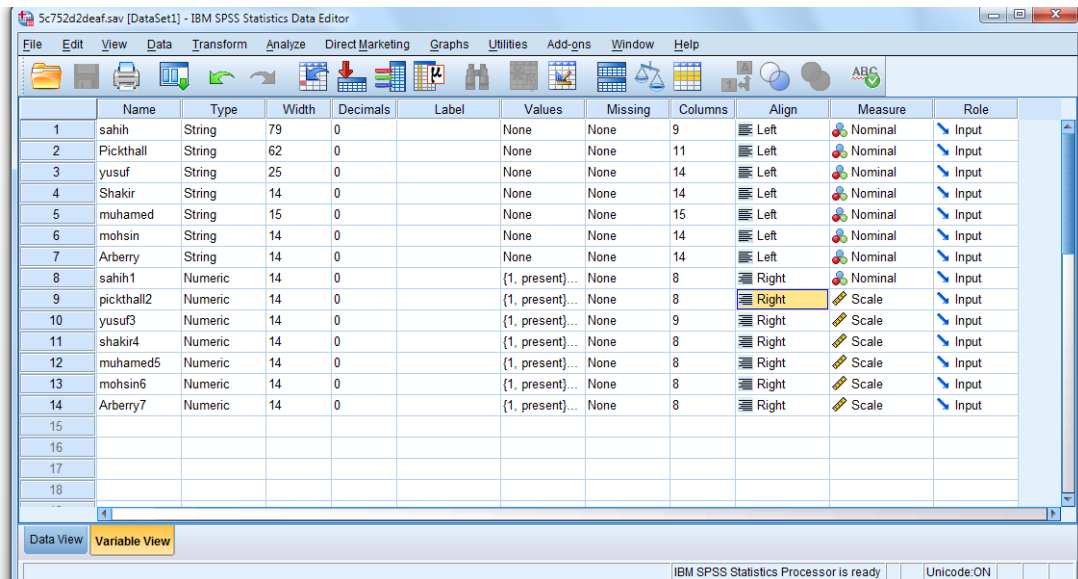 5c752d2deaf.sav [DataSet1] - IBM SPSS Statistics Data Editor
File Edit View Data Transform Analyze Direct Marketing Graphs Utilities Add-ons Window Help
Name Type Width Decimals Label Values Missing Columns Align Measure Role
1 sahih String 79 0 None None 9 Left Nominal Input
2 Pickthall String 62 0 None None 11 Left Nominal Input
3 yusuf String 25 0 None None 14 Left Nominal Input
4 Shakir String 14 0 None None 14 Left Nominal Input
5 muhamed String 15 0 None None 15 Left Nominal Input
6 mohsin String 14 0 None None 14 Left Nominal Input
7 Arberry String 14 0 None None 14 Left Nominal Input
8 sahih1 Numeric 14 0 {1, present}... None 8 Right Nominal Input
9 pickthall2 Numeric 14 0 {1, present}... None 8 Right Scale Input
10 yusuf3 Numeric 14 0 {1, present}... None 9 Right Scale Input
11 shakir4 Numeric 14 0 {1, present}... None 8 Right Scale Input
12 muhamed5 Numeric 14 0 {1, present}... None 8 Right Scale Input
13 mohsin6 Numeric 14 0 {1, present}... None 8 Right Scale Input
14 Arberry7 Numeric 14 0 {1, present}... None 8 Right Scale Input
15
16
17
18
Data View Variable View
IBM SPSS Statistics Processor is ready Unicode:ON